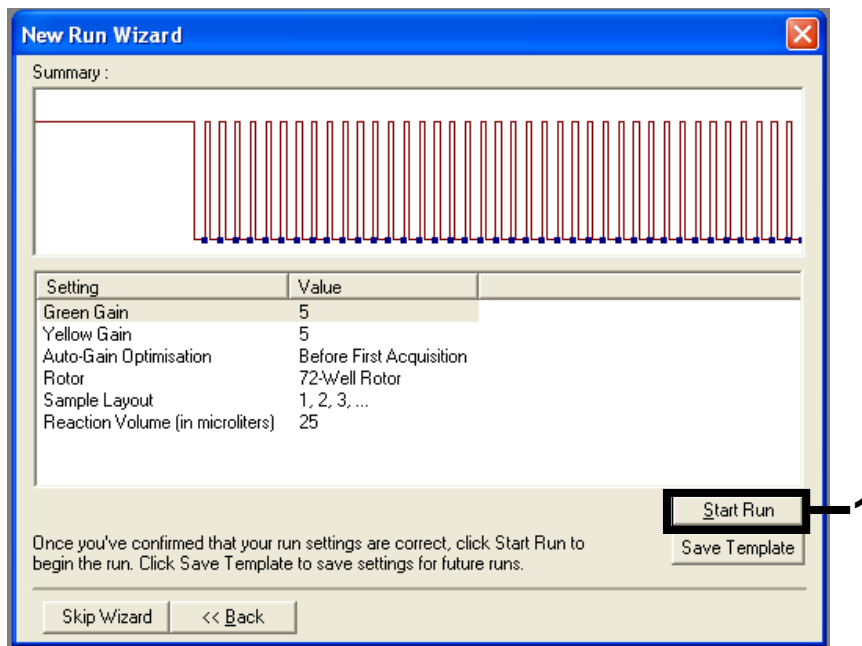 New Run Wizard
Summary :
Setting Value
Green Gain 5
Yellow Gain 5
Auto-Gain Optimisation Before First Acquisition
Rotor 72-Well Rotor
Sample Layout 1, 2, 3, ...
Reaction Volume (in microliters) 25
Start Run
1
Once you've confirmed that your run settings are correct, click Start Run to
begin the run. Click Save Template to save settings for future runs.
Save Template
Skip Wizard << Back